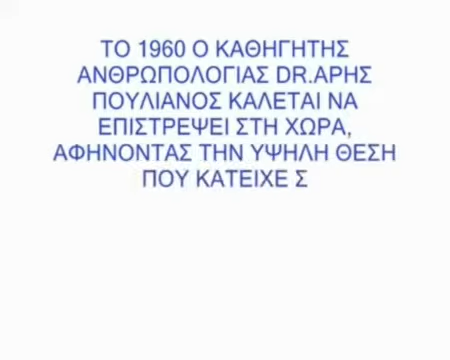 ΤΟ 1960 Ο ΚΑΘΗΓΗΤΗΣ
ΑΝΘΡΩΠΟΛΟΓΙΑΣ DR.ΑΡΗΣ
ΠΟΥΛΙΑΝΟΣ ΚΑΛΕΤΑΙ ΝΑ
ΕΠΙΣΤΡΕΨΕΙ ΣΤΗ ΧΩΡΑ,
ΑΦΗΝΟΝΤΑΣ ΤΗΝ ΥΨΗΛΗ ΘΕΣΗ
ΠΟΥ ΚΑΤΕΙΧΕ Σ